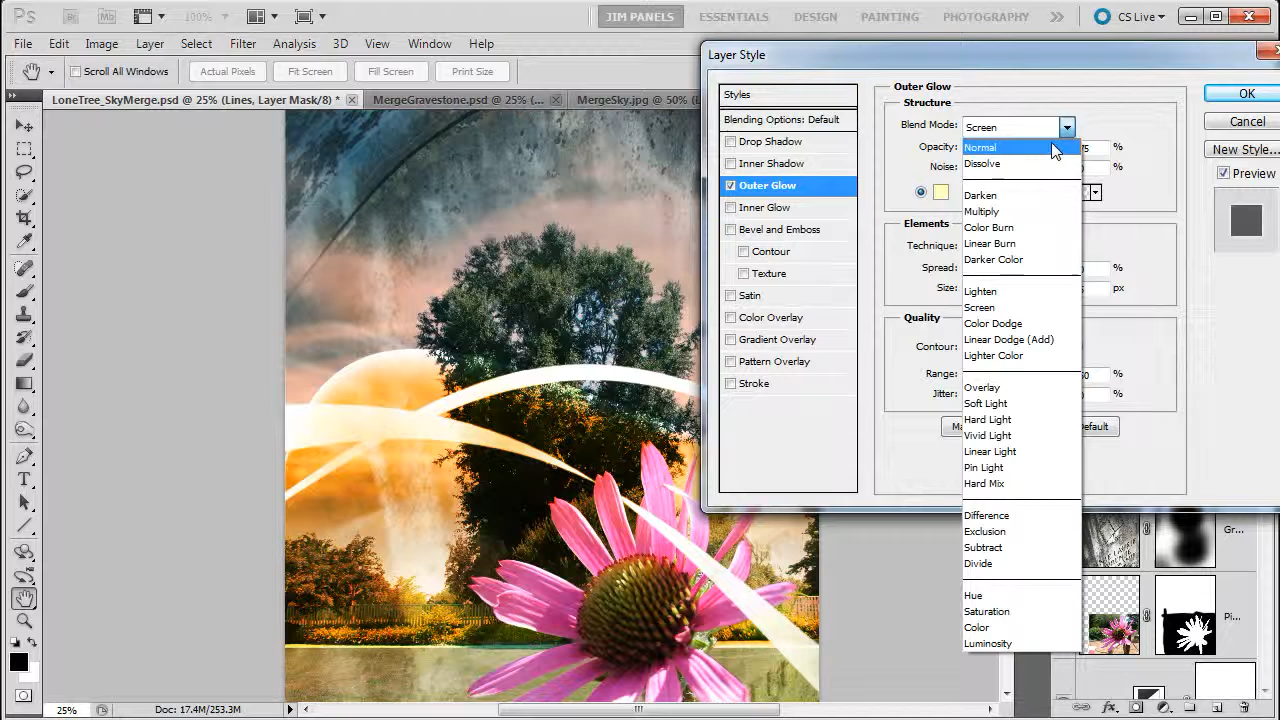 Ps
Br
Mb
100%
JIM PANELS
ESSENTIALS
DESIGN
PAINTING
PHOTOGRAPHY
CS Live
File Edit Image Layer Select Filter Analysis 3D View Window Help
Scroll All Windows
Actual Pixels
Fit Screen
Fill Screen
Print Size
LoneTree_SkyMerge.psd @ 25% (Lines, Layer Mask/8) *
MergeGravestone.psd @ 25% (...
MergeSky.jpg @ 50%
Layer Style
Styles
Blending Options: Default
Drop Shadow
Inner Shadow
Outer Glow
Inner Glow
Bevel and Emboss
Contour
Texture
Satin
Color Overlay
Gradient Overlay
Pattern Overlay
Stroke
Outer Glow
Structure
Blend Mode: Screen
Opacity: %
Noise: %
Elements
Technique:
Spread: %
Size: px
Quality
Contour:
Range: %
Jitter: %
Normal
Dissolve
Darken
Multiply
Color Burn
Linear Burn
Darker Color
Lighten
Screen
Color Dodge
Linear Dodge (Add)
Lighter Color
Overlay
Soft Light
Hard Light
Vivid Light
Linear Light
Pin Light
Hard Mix
Difference
Exclusion
Subtract
Divide
Hue
Saturation
Color
Luminosity
OK
Cancel
New Style...
Preview
Gr...
Pi...
25%
Doc: 17.4M/253.3M